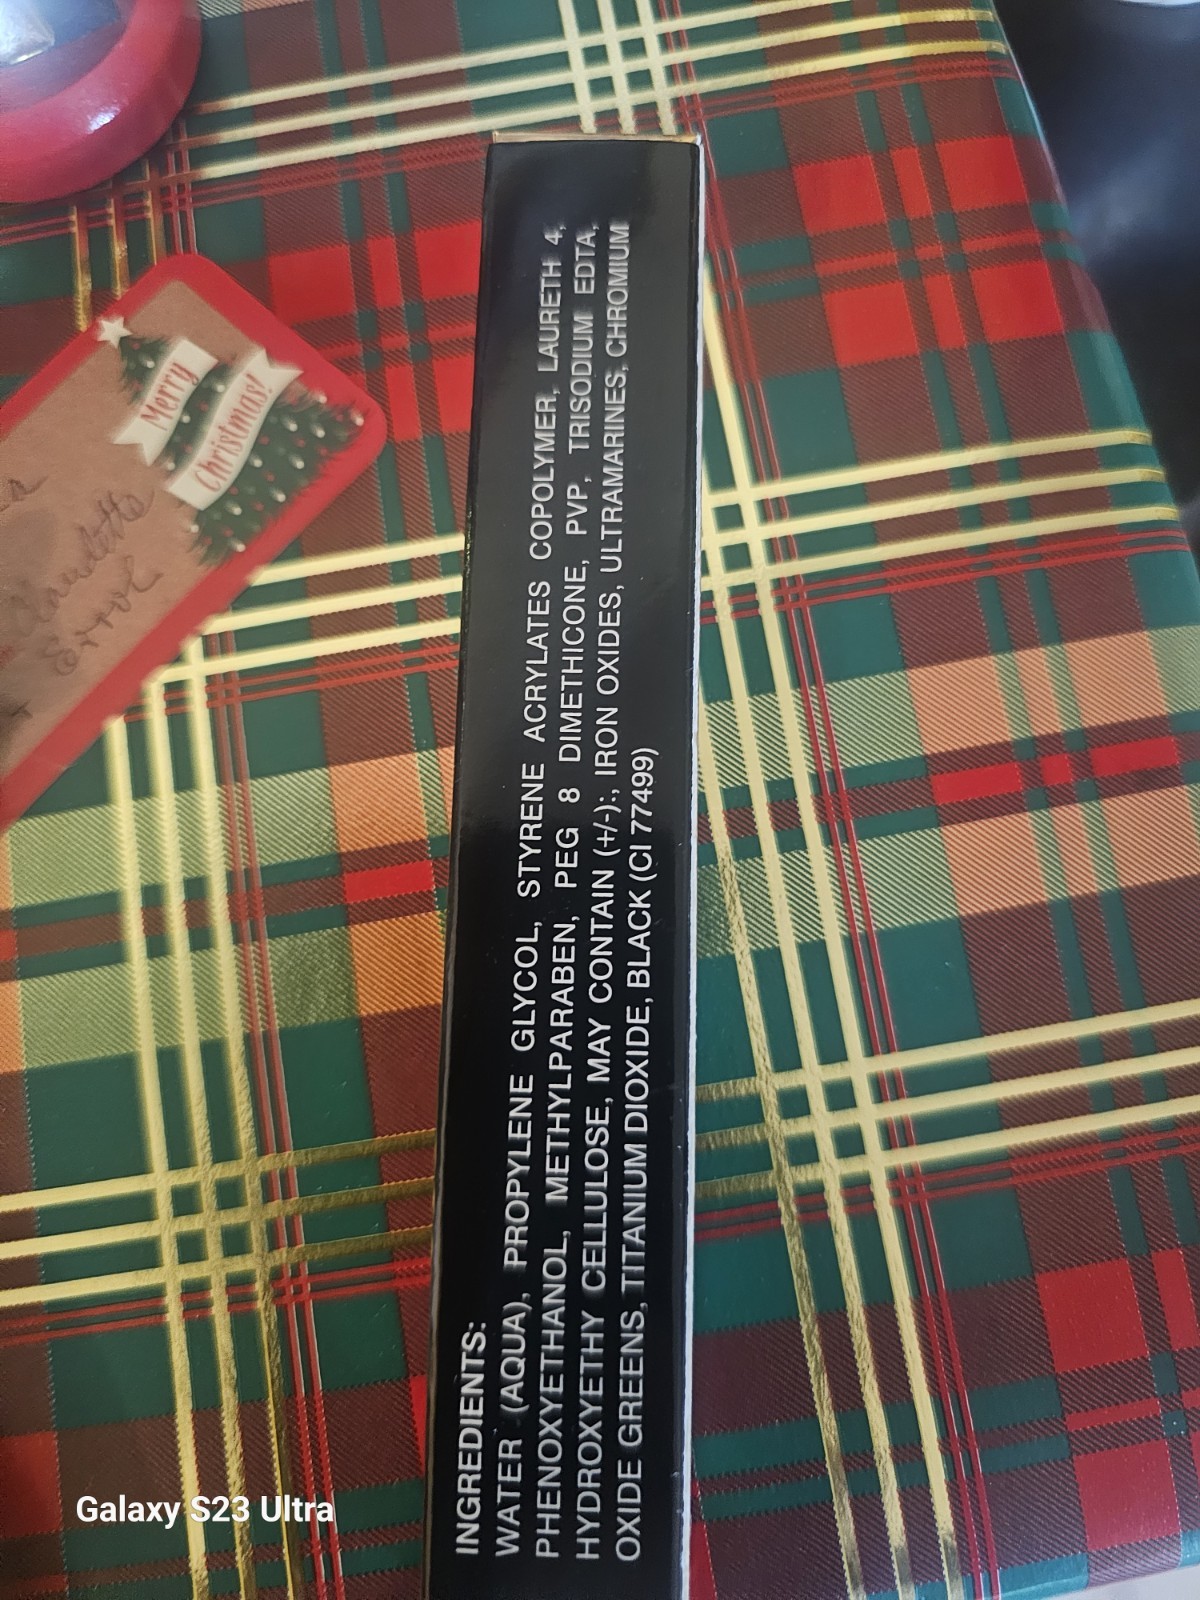 Merry
Christmas!
Claudette
Errol
INGREDIENTS:
WATER (AQUA), PROPYLENE GLYCOL, STYRENE ACRYLATES COPOLYMER, LAURETH 4,
PHENOXYETHANOL, METHYLPARABEN, PEG 8 DIMETHICONE, PVP, TRISODIUM EDTA,
HYDROXYETHY CELLULOSE, MAY CONTAIN (+/-):, IRON OXIDES, ULTRAMARINES, CHROMIUM
OXIDE GREENS, TITANIUM DIOXIDE, BLACK (CI 77499)
Galaxy S23 Ultra